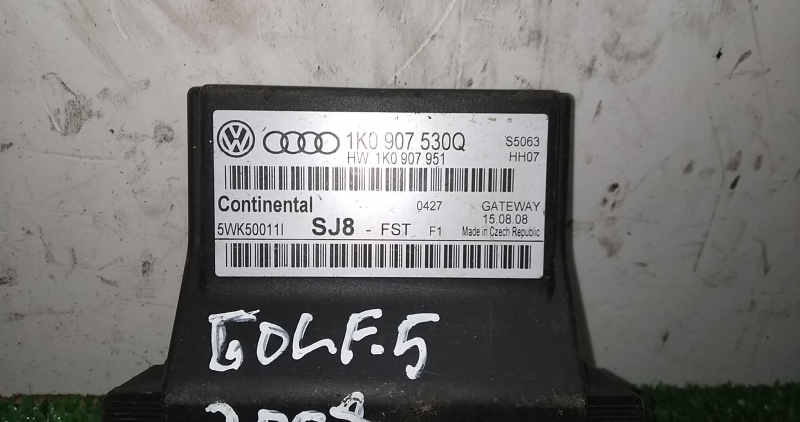 1K0 907 530Q S5063
HW 1K0 907 951 HH07
Continental 0427 GATEWAY
15.08.08
5WK50011I SJ8 - FST F1 Made in Czech Republic
GOLF.5
2008